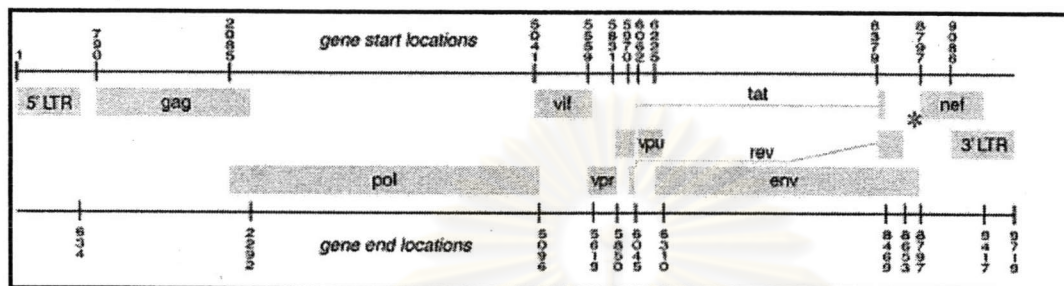 1 790 2085 gene start locations 5041 5559 5831 5970 6062 6225 8379 8797 9086
5' LTR gag vif tat nef
*
vpu rev 3' LTR
pol vpr env
634 2292 gene end locations 5096 5619 5850 6045 6310 8469 8653 8797 9417 9719